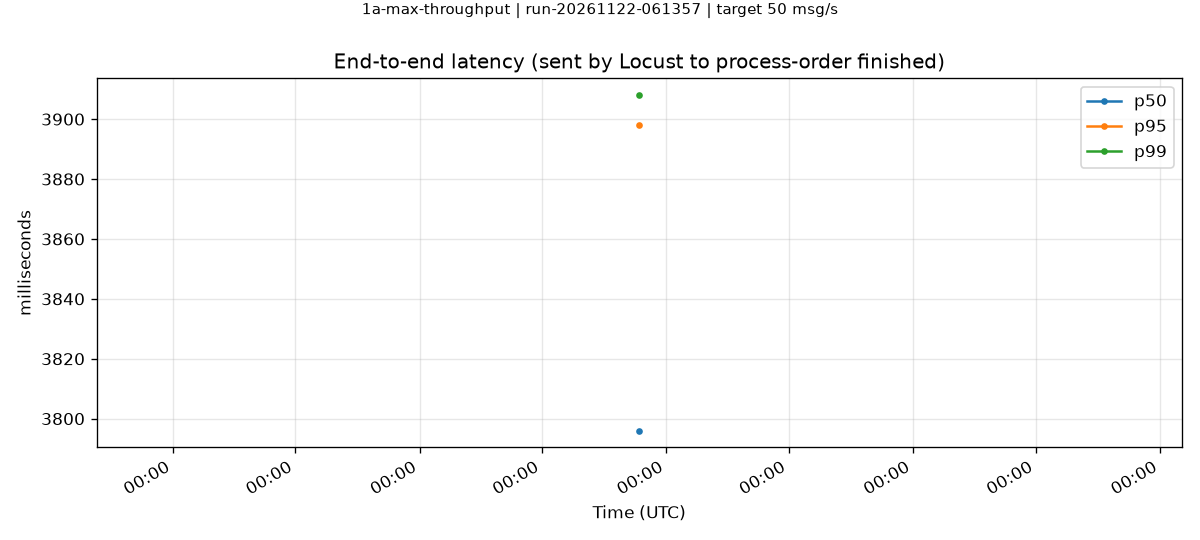 1a-max-throughput | run-20261122-061357 | target 50 msg/s
End-to-end latency (sent by Locust to process-order finished)
p50
p95
p99
milliseconds
3900
3880
3860
3840
3820
3800
00:00 00:00 00:00 00:00 00:00 00:00 00:00 00:00 00:00
Time (UTC)